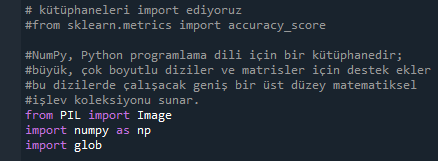 # kütüphaneleri import ediyoruz
#from sklearn.metrics import accuracy_score
#NumPy, Python programlama dili için bir kütüphanedir;
#büyük, çok boyutlu diziler ve matrisler için destek ekler
#bu dizilerde çalışacak geniş bir üst düzey matematiksel
#işlev koleksiyonu sunar.
from PIL import Image
import numpy as np
import glob